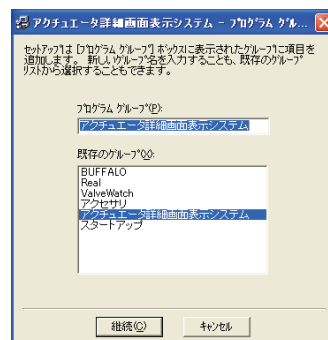 アクチュエータ詳細画面表示システム - プログラム グル...
セットアップは [プログラム グループ] ボックスに表示されたグループに項目を
追加します。 新しいグループ名を入力することも、既存のグループ
リストから選択することもできます。
プログラム グループ(P):
アクチュエータ詳細画面表示システム
既存のグループ(X):
BUFFALO
Real
ValveWatch
アクセサリ
アクチュエータ詳細画面表示システム
スタートアップ
継続(C)
キャンセル